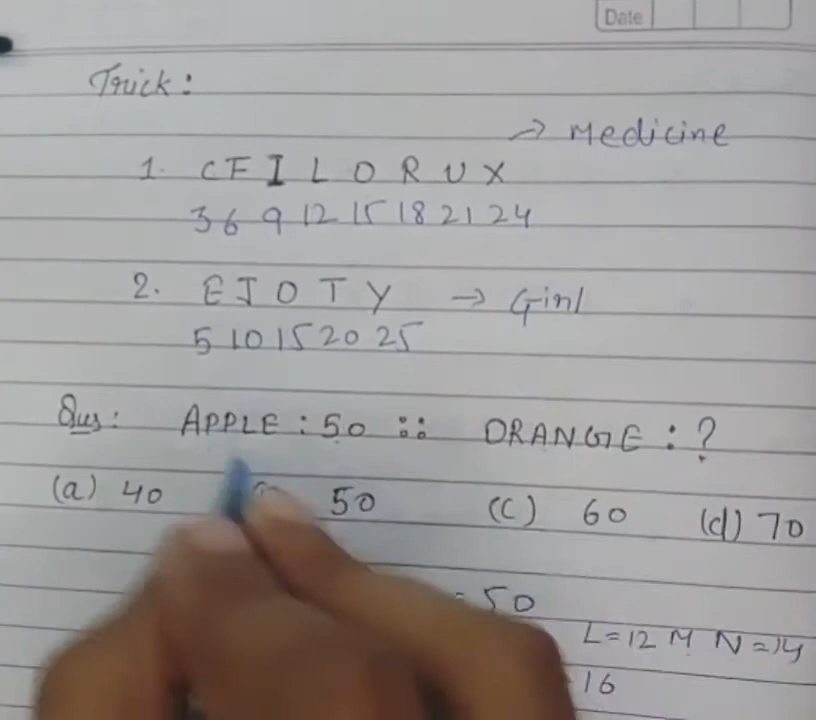 Date
Trick:
→ Medicine
1. C F I L O R U X
3 6 9 12 15 18 21 24
2. E J O T Y → Girl
5 10 15 20 25
Qus: APPLE : 50 :: ORANGE : ?
(a) 40 50 (c) 60 (d) 70
= 50
L=12 M N=14
16